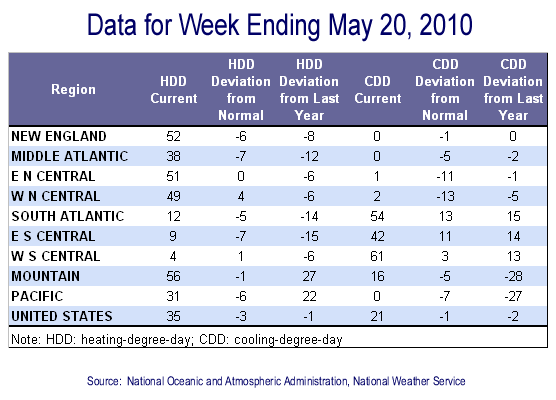 Data for Week Ending May 20, 2010
Region HDD Current HDD Deviation from Normal HDD Deviation from Last Year CDD Current CDD Deviation from Normal CDD Deviation from Last Year
NEW ENGLAND 52 -6 -8 0 -1 0
MIDDLE ATLANTIC 38 -7 -12 0 -5 -2
E N CENTRAL 51 0 -6 1 -11 -1
W N CENTRAL 49 4 -6 2 -13 -5
SOUTH ATLANTIC 12 -5 -14 54 13 15
E S CENTRAL 9 -7 -15 42 11 14
W S CENTRAL 4 1 -6 61 3 13
MOUNTAIN 56 -1 27 16 -5 -28
PACIFIC 31 -6 22 0 -7 -27
UNITED STATES 35 -3 -1 21 -1 -2
Note: HDD: heating-degree-day; CDD: cooling-degree-day
Source: National Oceanic and Atmospheric Administration, National Weather Service